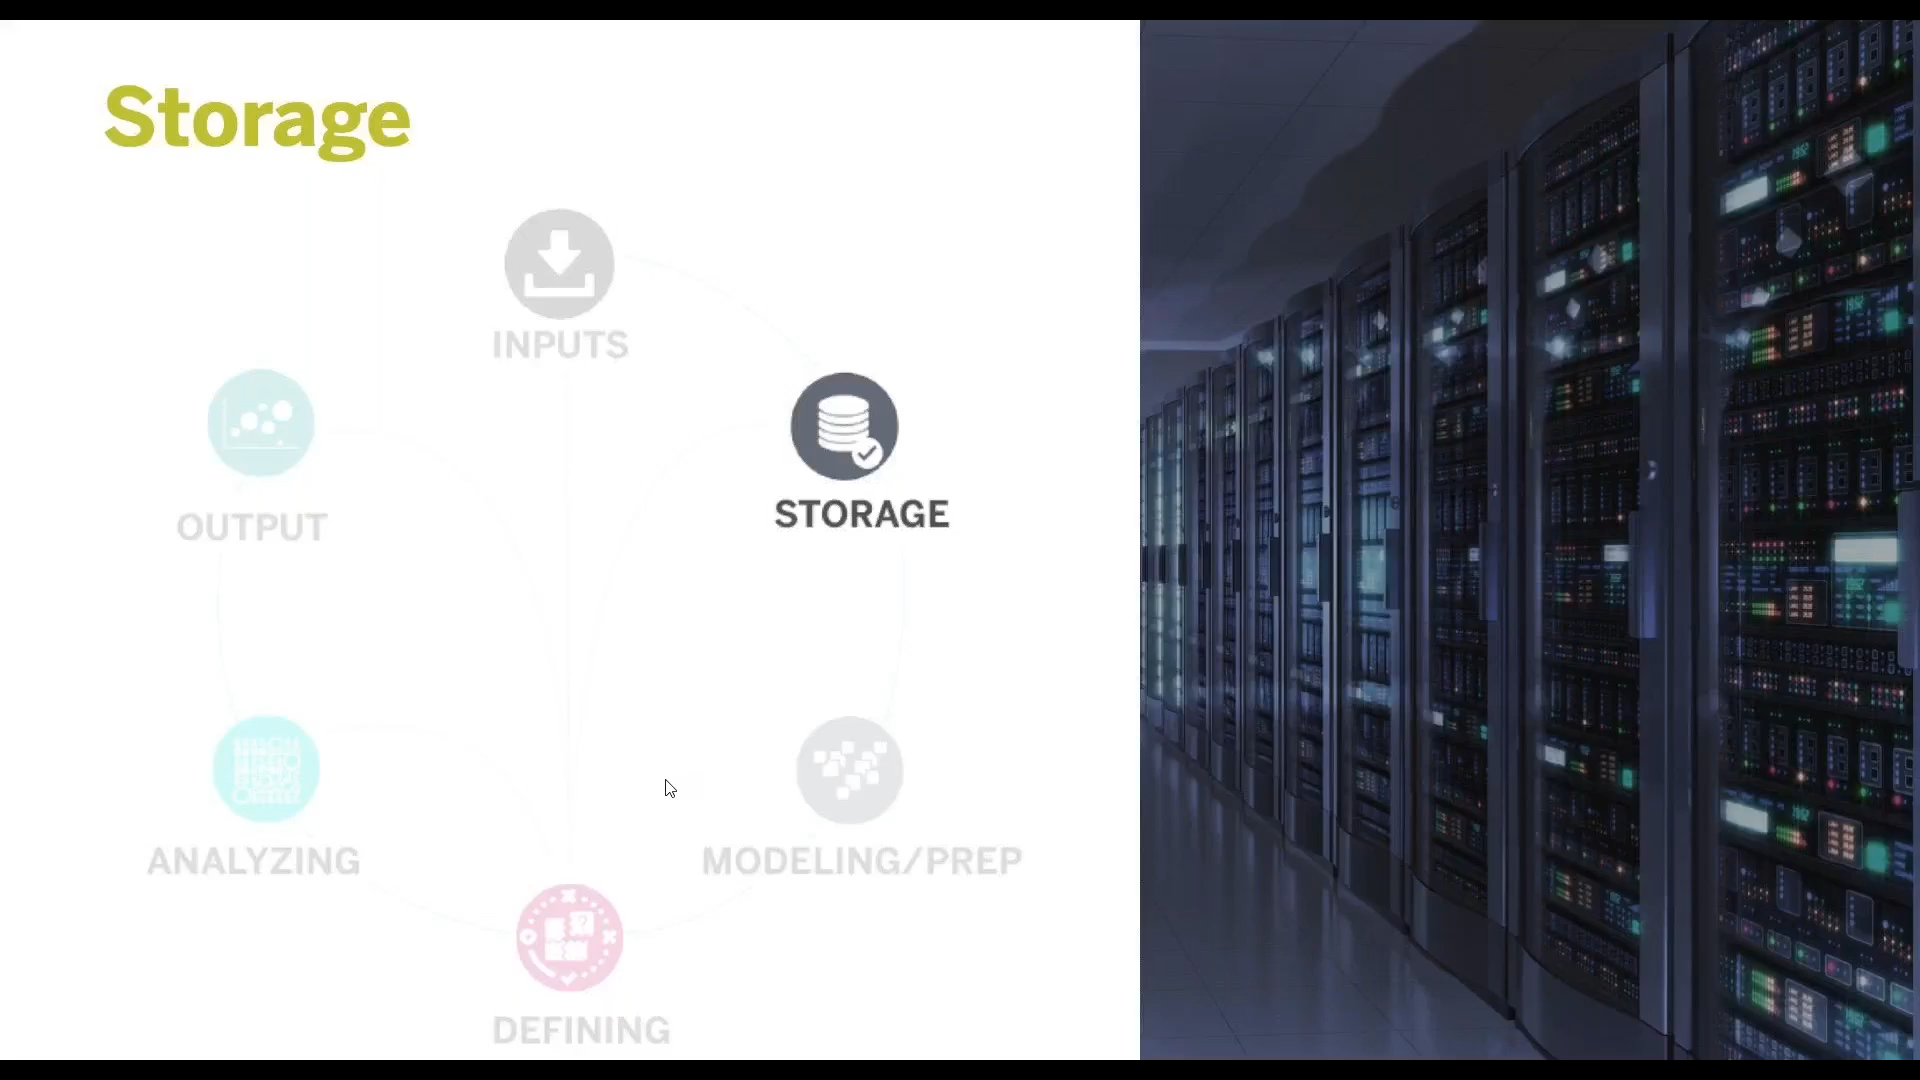 Storage
INPUTS
STORAGE
OUTPUT
MODELING/PREP
ANALYZING
DEFINING